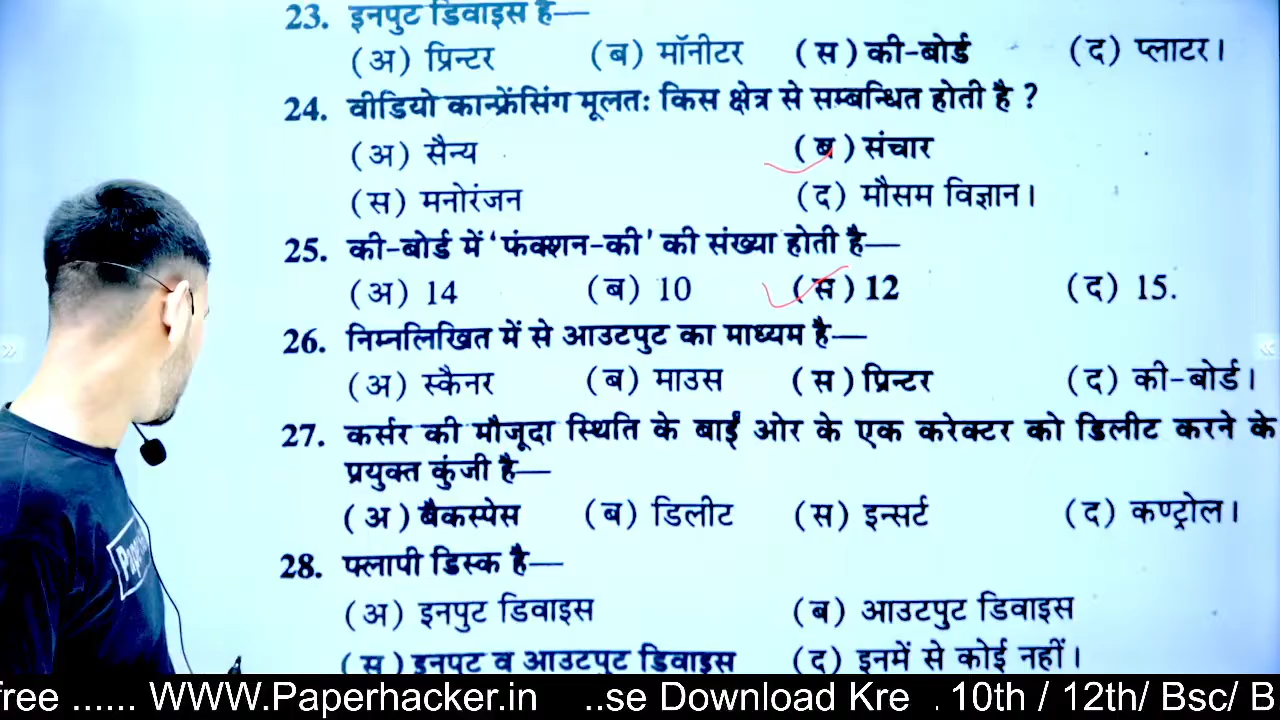 23. इनपुट डिवाइस है—
(अ) प्रिन्टर (ब) मॉनीटर (स) की-बोर्ड (द) प्लाटर।
24. वीडियो कान्फ्रेंसिंग मूलतः किस क्षेत्र से सम्बन्धित होती है ?
(अ) सैन्य (ब) संचार
(स) मनोरंजन (द) मौसम विज्ञान।
25. की-बोर्ड में 'फंक्शन-की' की संख्या होती है—
(अ) 14 (ब) 10 (स) 12 (द) 15.
26. निम्नलिखित में से आउटपुट का माध्यम है—
(अ) स्कैनर (ब) माउस (स) प्रिन्टर (द) की-बोर्ड।
27. कर्सर की मौजूदा स्थिति के बाईं ओर के एक करेक्टर को डिलीट करने के
प्रयुक्त कुंजी है—
(अ) बैकस्पेस (ब) डिलीट (स) इन्सर्ट (द) कण्ट्रोल।
28. फ्लापी डिस्क है—
(अ) इनपुट डिवाइस (ब) आउटपुट डिवाइस
(स) इनपुट व आउटपुट डिवाइस (द) इनमें से कोई नहीं।
free ...... WWW.Paperhacker.in ..se Download Kre . 10th / 12th/ Bsc/ B